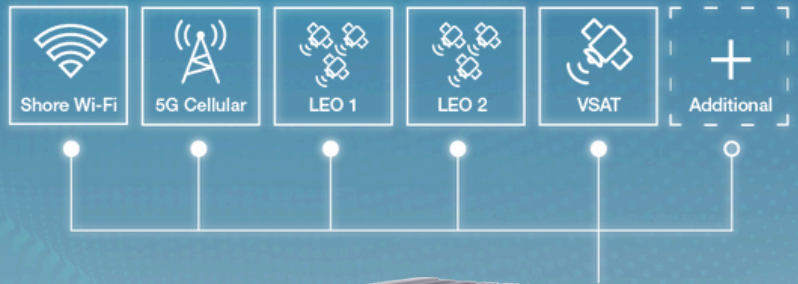 Shore Wi-Fi
5G Cellular
LEO 1
LEO 2
VSAT
Additional